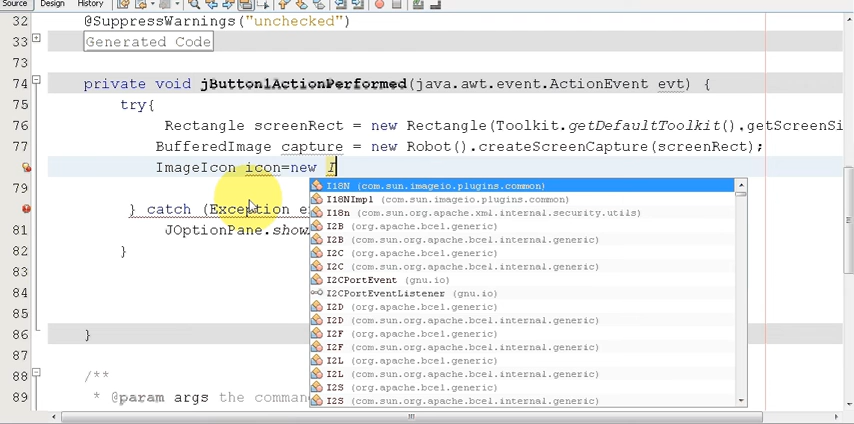 Source Design History
32 @SuppressWarnings("unchecked")
33 Generated Code
73
74 private void jButton1ActionPerformed(java.awt.event.ActionEvent evt) {
75 try{
76 Rectangle screenRect = new Rectangle(Toolkit.getDefaultToolkit().getScreenSi
77 BufferedImage capture = new Robot().createScreenCapture(screenRect);
ImageIcon icon=new I
79 I18N (com.sun.imageio.plugins.common)
I18NImpl (com.sun.imageio.plugins.common)
} catch (Exception e I18n (com.sun.org.apache.xml.internal.security.utils)
81 JOptionPane.show I2B (org.apache.bcel.generic)
I2B (com.sun.org.apache.bcel.internal.generic)
82 } I2C (org.apache.bcel.generic)
I2C (com.sun.org.apache.bcel.internal.generic)
83 I2CPortEvent (gnu.io)
84 I2CPortEventListener (gnu.io)
I2D (org.apache.bcel.generic)
85 I2D (com.sun.org.apache.bcel.internal.generic)
86 } I2F (org.apache.bcel.generic)
I2F (com.sun.org.apache.bcel.internal.generic)
87 I2L (org.apache.bcel.generic)
88 /** I2L (com.sun.org.apache.bcel.internal.generic)
I2S (org.apache.bcel.generic)
89 * @param args the comman I2S (com.sun.org.apache.bcel.internal.generic)